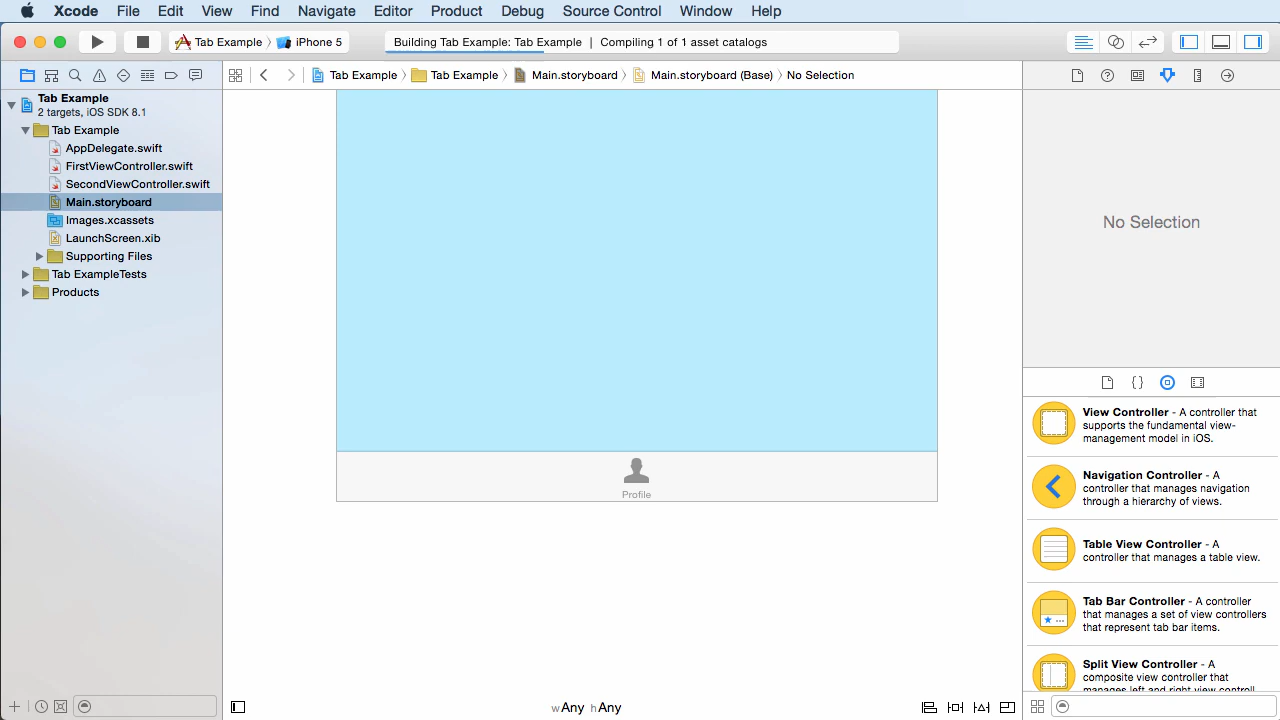 Xcode File Edit View Find Navigate Editor Product Debug Source Control Window Help
Tab Example iPhone 5 Building Tab Example: Tab Example | Compiling 1 of 1 asset catalogs
Tab Example Tab Example Main.storyboard Main.storyboard (Base) No Selection
Tab Example
2 targets, iOS SDK 8.1
Tab Example
AppDelegate.swift
FirstViewController.swift
SecondViewController.swift
Main.storyboard
Images.xcassets
LaunchScreen.xib
Supporting Files
Tab ExampleTests
Products
Profile
wAny hAny
No Selection
View Controller - A controller that
supports the fundamental view-
management model in iOS.
Navigation Controller - A
controller that manages navigation
through a hierarchy of views.
Table View Controller - A
controller that manages a table view.
Tab Bar Controller - A controller
that manages a set of view controllers
that represent tab bar items.
Split View Controller - A
composite view controller that
manages left and right view controll